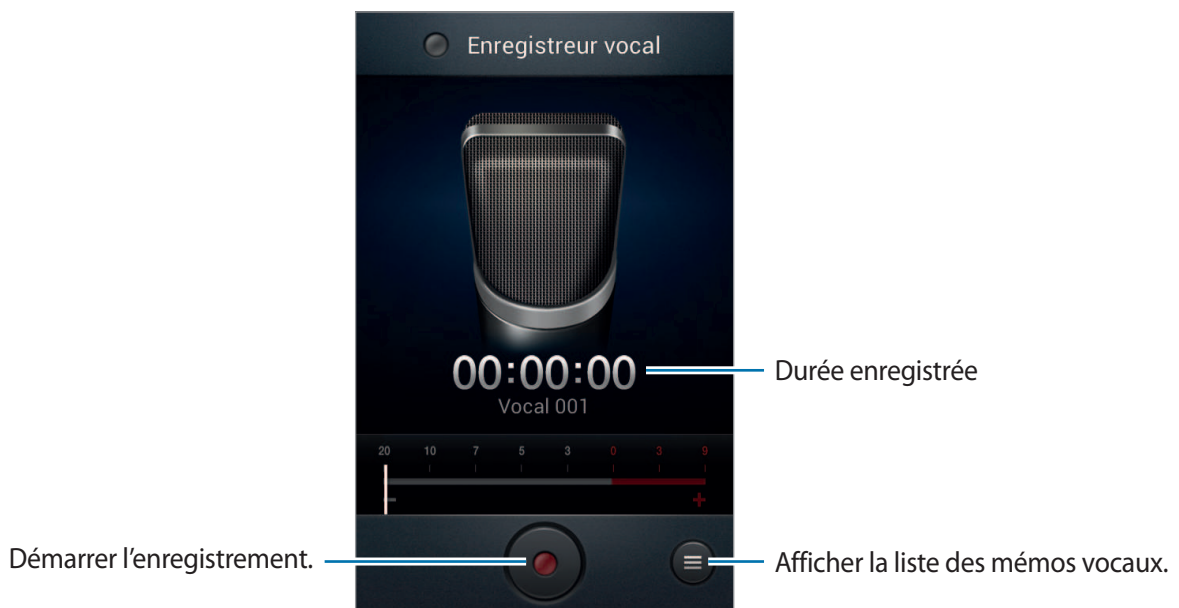 Enregistreur vocal
00:00:00
Durée enregistrée
Vocal 001
20 10 7 5 3 0 3 9
- +
Démarrer l’enregistrement.
Afficher la liste des mémos vocaux.